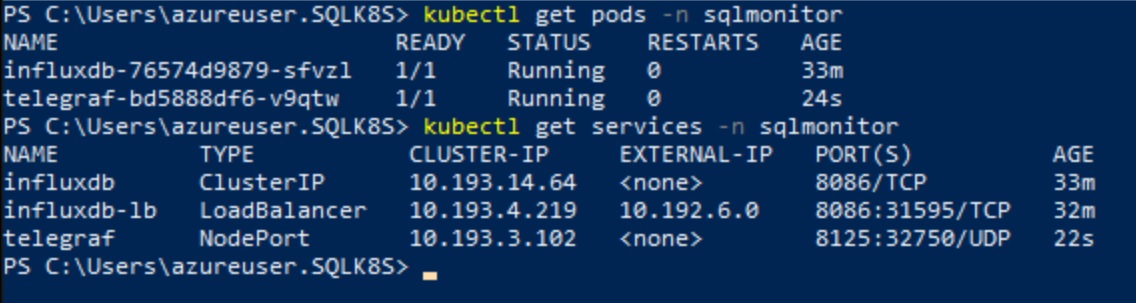 PS C:\Users\azureuser.SQLK8S> kubectl get pods -n sqlmonitor
NAME READY STATUS RESTARTS AGE
influxdb-76574d9879-sfvzl 1/1 Running 0 33m
telegraf-bd5888df6-v9qtw 1/1 Running 0 24s
PS C:\Users\azureuser.SQLK8S> kubectl get services -n sqlmonitor
NAME TYPE CLUSTER-IP EXTERNAL-IP PORT(S) AGE
influxdb ClusterIP 10.193.14.64 <none> 8086/TCP 33m
influxdb-lb LoadBalancer 10.193.4.219 10.192.6.0 8086:31595/TCP 32m
telegraf NodePort 10.193.3.102 <none> 8125:32750/UDP 22s
PS C:\Users\azureuser.SQLK8S>